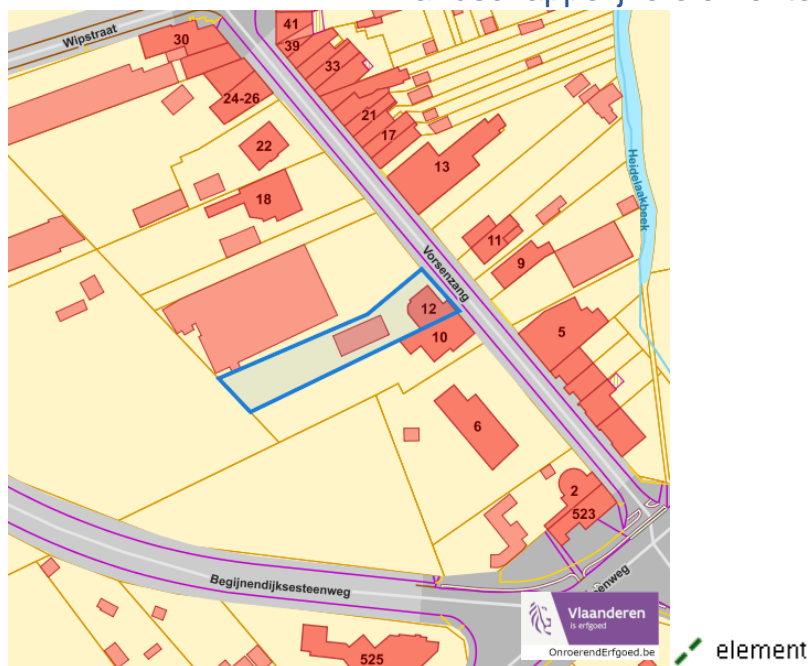 Wipstraat
30
41
39
33
24-26
21
17
22
13
18
Heidelaakbeek
11
9
Vorsenzang
12
10
5
6
2
523
Begijnendijksesteenweg
525
Vlaanderen
is erfgoed
OnroerendErfgoed.be
element